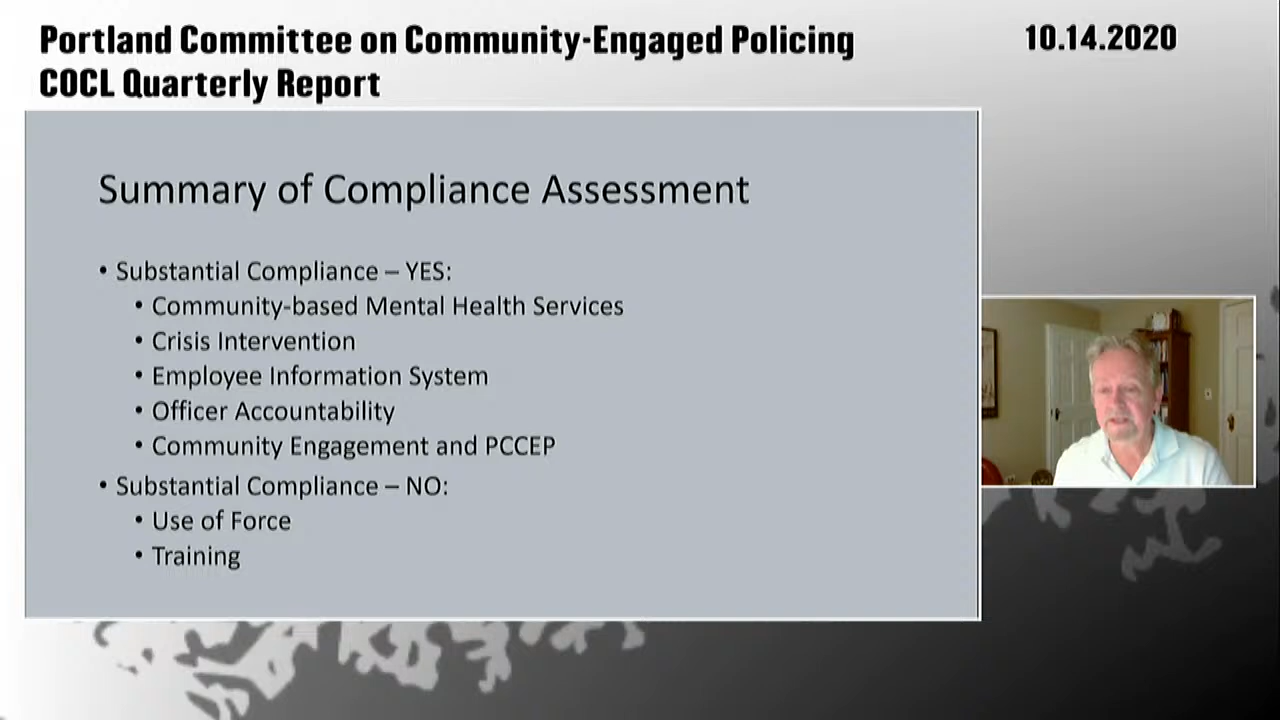 Portland Committee on Community-Engaged Policing
COCL Quarterly Report
10.14.2020
Summary of Compliance Assessment
• Substantial Compliance – YES:
• Community-based Mental Health Services
• Crisis Intervention
• Employee Information System
• Officer Accountability
• Community Engagement and PCCEP
• Substantial Compliance – NO:
• Use of Force
• Training